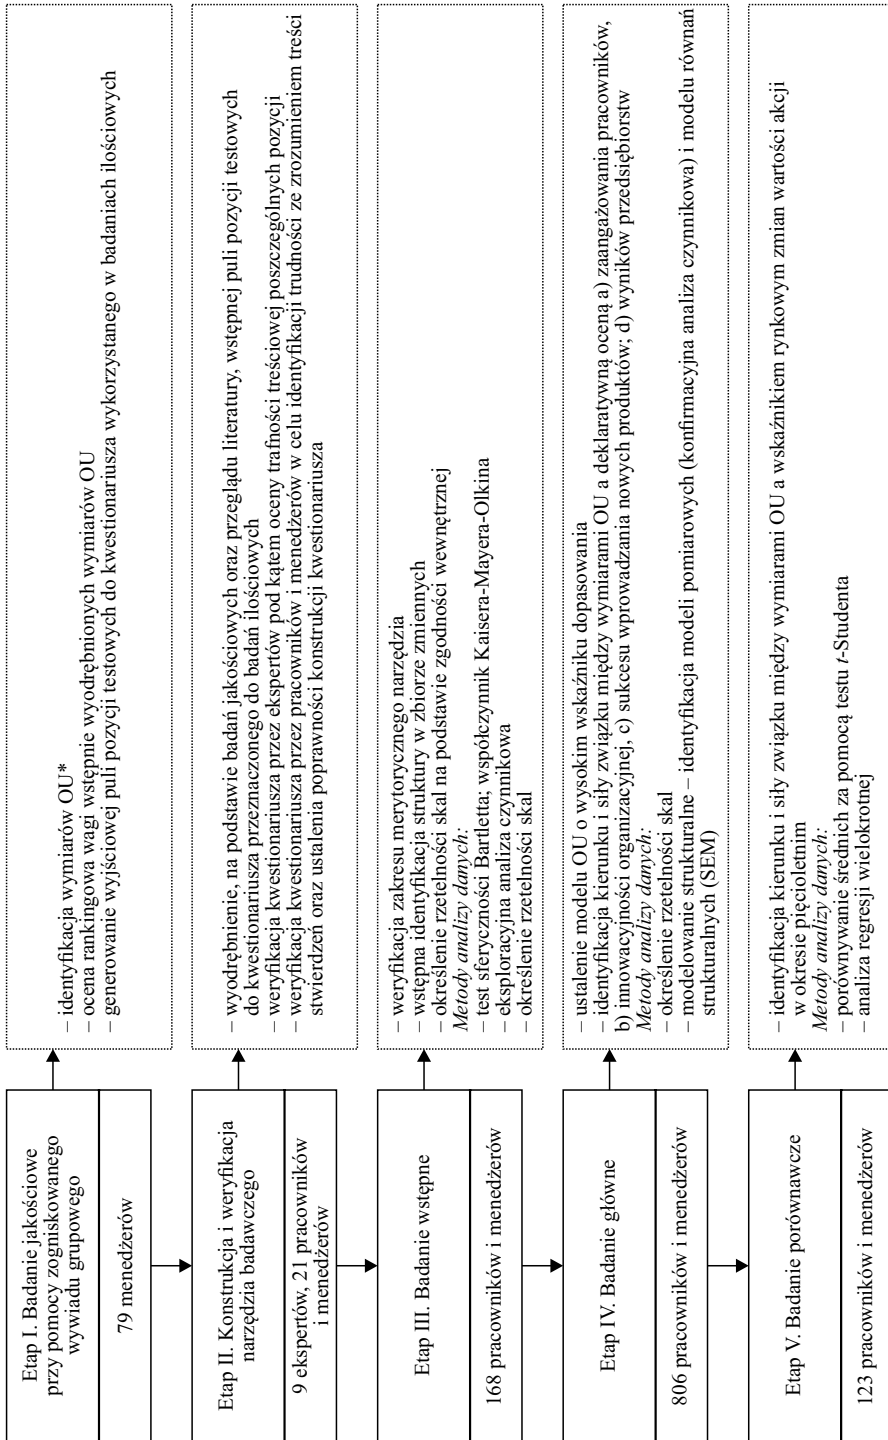 Etap I. Badanie jakościowe
przy pomocy zogniskowanego
wywiadu grupowego
79 menedżerów
– identyfikacja wymiarów OU*
– ocena rankingowa wagi wstępnie wyodrębnionych wymiarów OU
– generowanie wyjściowej puli pozycji testowych do kwestionariusza wykorzystanego w badaniach ilościowych
Etap II. Konstrukcja i weryfikacja
narzędzia badawczego
9 ekspertów, 21 pracowników
i menedżerów
– wyodrębnienie, na podstawie badań jakościowych oraz przeglądu literatury, wstępnej puli pozycji testowych
do kwestionariusza przeznaczonego do badań ilościowych
– weryfikacja kwestionariusza przez ekspertów pod kątem oceny trafności treściowej poszczególnych pozycji
– weryfikacja kwestionariusza przez pracowników i menedżerów w celu identyfikacji trudności ze zrozumieniem treści
stwierdzeń oraz ustalenia poprawności konstrukcji kwestionariusza
Etap III. Badanie wstępne
168 pracowników i menedżerów
– weryfikacja zakresu merytorycznego narzędzia
– wstępna identyfikacja struktury w zbiorze zmiennych
– określenie rzetelności skal na podstawie zgodności wewnętrznej
Metody analizy danych:
– test sferyczności Bartletta; współczynnik Kaisera-Mayera-Olkina
– eksploracyjna analiza czynnikowa
– określenie rzetelności skal
Etap IV. Badanie główne
806 pracowników i menedżerów
– ustalenie modelu OU o wysokim wskaźniku dopasowania
– identyfikacja kierunku i siły związku między wymiarami OU a deklaratywną oceną a) zaangażowania pracowników,
b) innowacyjności organizacyjnej, c) sukcesu wprowadzania nowych produktów; d) wyników przedsiębiorstw
Metody analizy danych:
– określenie rzetelności skal
– modelowanie strukturalne – identyfikacja modeli pomiarowych (konfirmacyjna analiza czynnikowa) i modelu równań
strukturalnych (SEM)
Etap V. Badanie porównawcze
123 pracowników i menedżerów
– identyfikacja kierunku i siły związku między wymiarami OU a wskaźnikiem rynkowym zmian wartości akcji
w okresie pięcioletnim
Metody analizy danych:
– porównywanie średnich za pomocą testu t-Studenta
– analiza regresji wielokrotnej